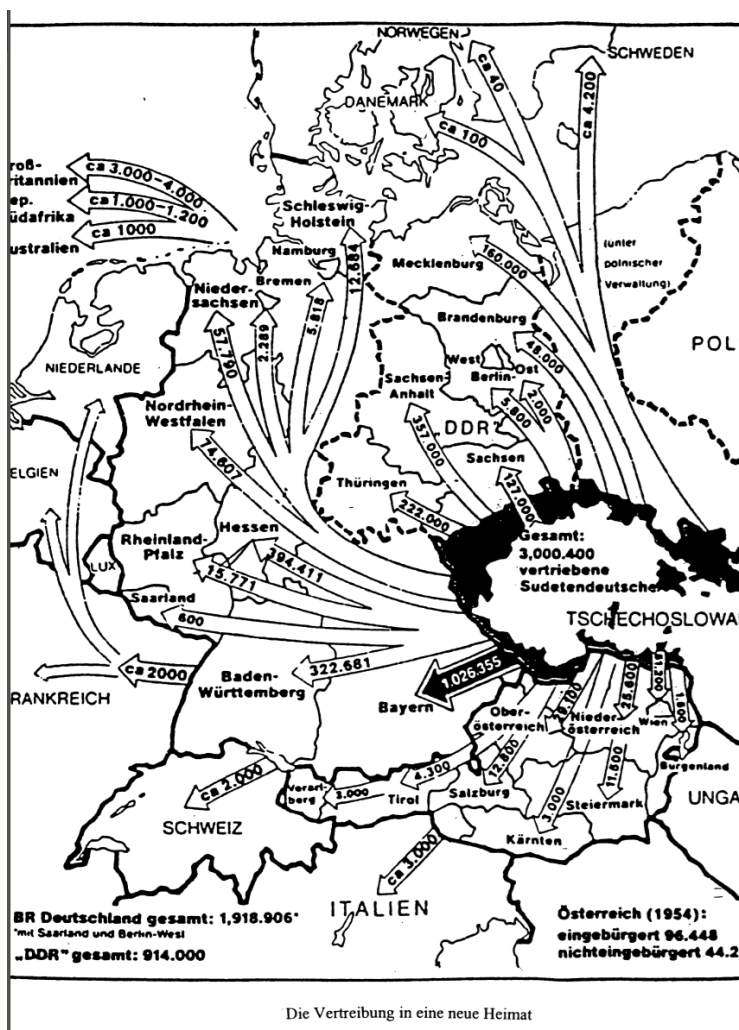 NORWEGEN
SCHWEDEN
ca 40
ca 4.200
DÄNEMARK
ca 100
roß-
ritannien
ca 3.000–4.000
ep.
üdafrika
ca 1.000–1.200
ustralien
ca 1000
Schleswig-
Holstein
12.684
Namburg
Bremen
5.818
Nieder-
sachsen
57.790
2.289
Mecklenburg
160.000
(unter
polnischer
Verwaltung)
Brandenburg
48.000
West
Berlin-
Ost
2.000
5.800
POL
NIEDERLANDE
Sachsen-
Anhalt
357.000
DDR
Nordrhein-
Westfalen
74.607
Sachsen
127.000
ELGIEN
Thüringen
222.000
Hessen
394.411
Rheinland-
Pfalz
15.771
LUX
Saarland
600
Gesamt:
3,000.400
vertriebene
Sudetendeutsche
TSCHECHOSLOWA
ca 2000
RANKREICH
Baden-
Württemberg
322.681
Bayern
1.026.355
Ober-
österreich
29.100
Nieder-
österreich
25.600
Wien
1.800
Burgenland
12.800
4.300
11.500
UNGA
ca 2.000
SCHWEIZ
Vorarl-
berg
3.000
Tirol
Salzburg
3.000
Steiermark
Kärnten
ca 3.000
ITALIEN
BR Deutschland gesamt: 1,918.906*
*mit Saarland und Berlin-West
„DDR" gesamt: 914.000
Österreich (1954):
eingebürgert 96.448
nichteingebürgert 44.2
Die Vertreibung in eine neue Heimat